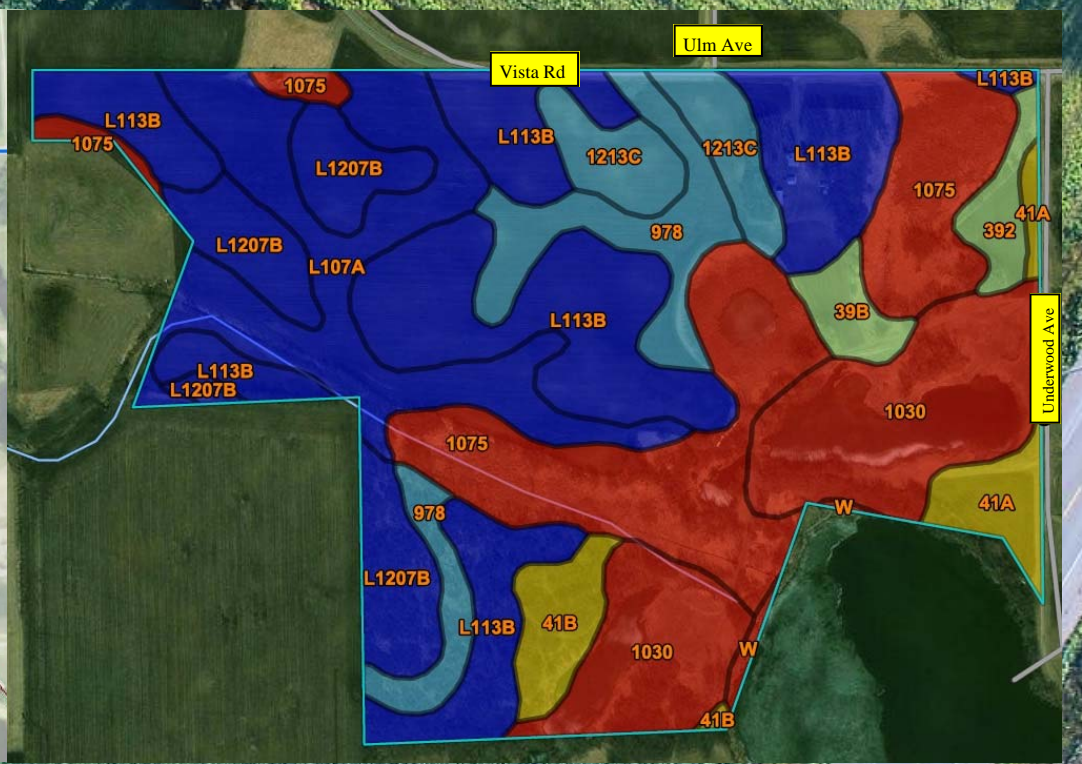 Ulm Ave
Vista Rd
1075
L113B
L113B
1075
L113B
1213C
1213C
L113B
L1207B
1075
41A
392
978
L1207B
L107A
39B
L113B
Underwood Ave
L113B
L1207B
1030
1075
41A
W
978
L1207B
41B
L113B
1030
W
41B